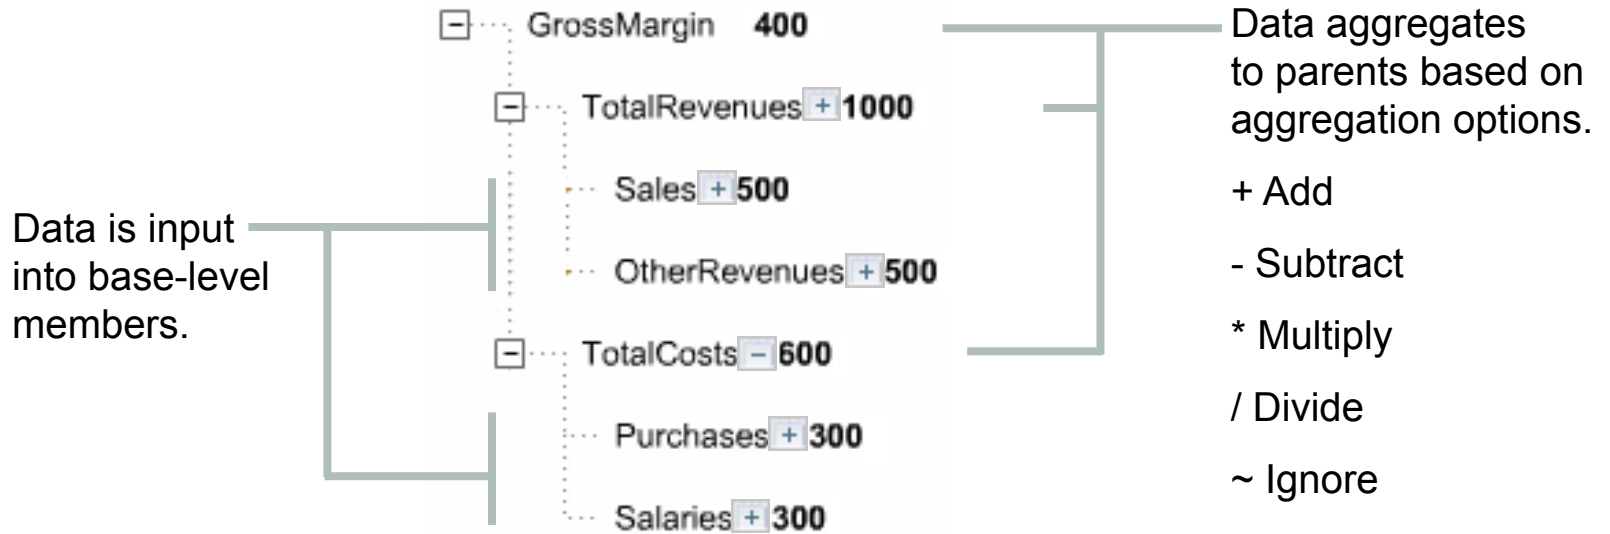 GrossMargin 400
TotalRevenues + 1000
Sales + 500
OtherRevenues + 500
TotalCosts - 600
Purchases + 300
Salaries + 300
Data is input
into base-level
members.
Data aggregates
to parents based on
aggregation options.
+ Add
- Subtract
* Multiply
/ Divide
~ Ignore